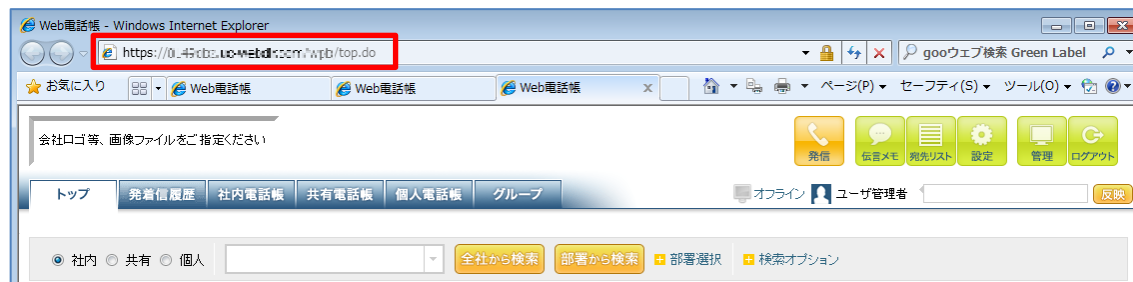 Web電話帳 - Windows Internet Explorer
https:// /top.do
gooウェブ検索 Green Label
お気に入り Web電話帳 Web電話帳 Web電話帳 x ページ(P) セーフティ(S) ツール(O)
会社ロゴ等、画像ファイルをご指定ください
発信 伝言メモ 宛先リスト 設定 管理 ログアウト
トップ 発着信履歴 社内電話帳 共有電話帳 個人電話帳 グループ
オフライン ユーザ管理者 反映
社内 共有 個人 全社から検索 部署から検索 部署選択 検索オプション